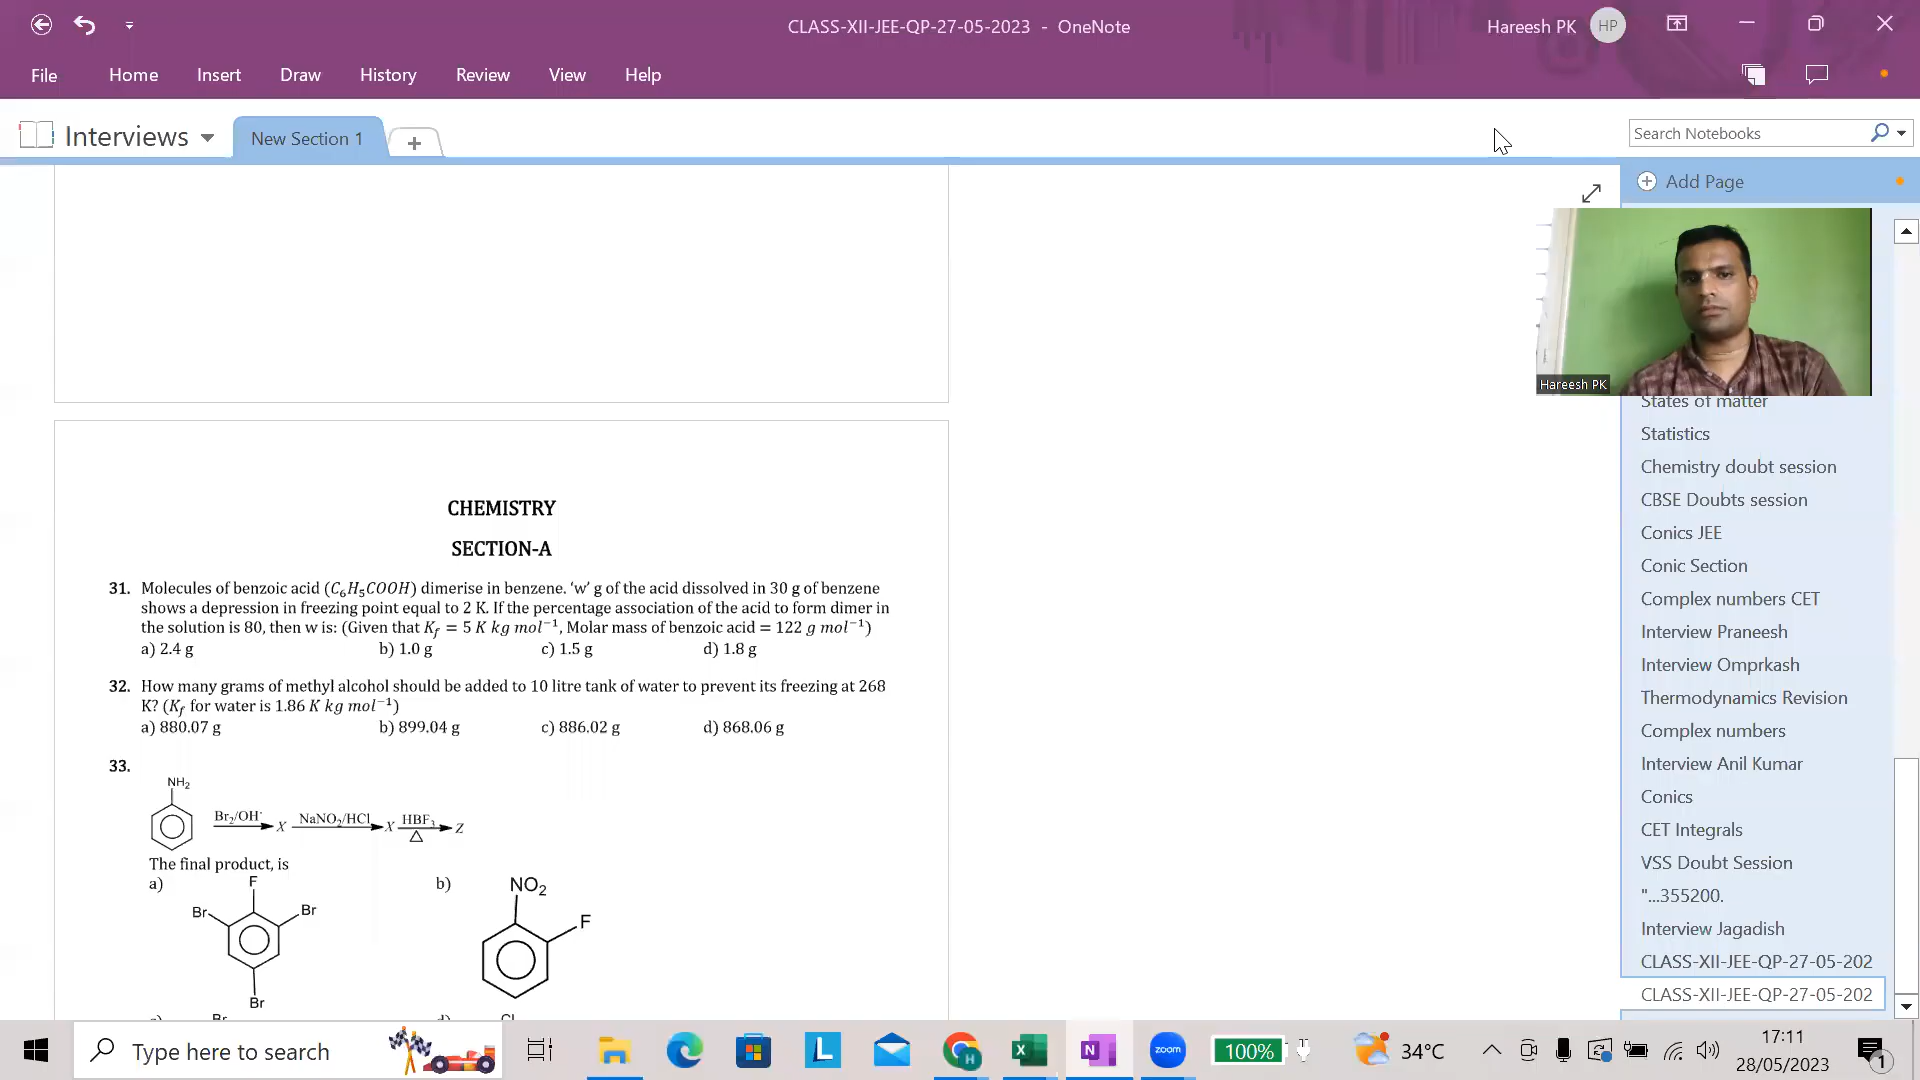 CLASS-XII-JEE-QP-27-05-2023 - OneNote
Hareesh PK
HP
File
Home
Insert
Draw
History
Review
View
Help
Interviews
New Section 1
Search Notebooks
Add Page
Hareesh PK
States of matter
Statistics
Chemistry doubt session
CBSE Doubts session
Conics JEE
Conic Section
Complex numbers CET
Interview Praneesh
Interview Omprkash
Thermodynamics Revision
Complex numbers
Interview Anil Kumar
Conics
CET Integrals
VSS Doubt Session
"...355200.
Interview Jagadish
CLASS-XII-JEE-QP-27-05-202
CLASS-XII-JEE-QP-27-05-202
CHEMISTRY
SECTION-A
31. Molecules of benzoic acid (C₆H₅COOH) dimerise in benzene. ‘w’ g of the acid dissolved in 30 g of benzene
shows a depression in freezing point equal to 2 K. If the percentage association of the acid to form dimer in
the solution is 80, then w is: (Given that K_f = 5 K kg mol⁻¹, Molar mass of benzoic acid = 122 g mol⁻¹)
a) 2.4 g b) 1.0 g c) 1.5 g d) 1.8 g
32. How many grams of methyl alcohol should be added to 10 litre tank of water to prevent its freezing at 268
K? (K_f for water is 1.86 K kg mol⁻¹)
a) 880.07 g b) 899.04 g c) 886.02 g d) 868.06 g
33.
NH₂
Br₂/OH⁻ X NaNO₂/HCl X HBF₃ Z
△
The final product, is
a) F Br Br Br
b) NO₂ F
Br
Cl
Type here to search
L
X
N
zoom
100%
34°C
17:11
28/05/2023
1